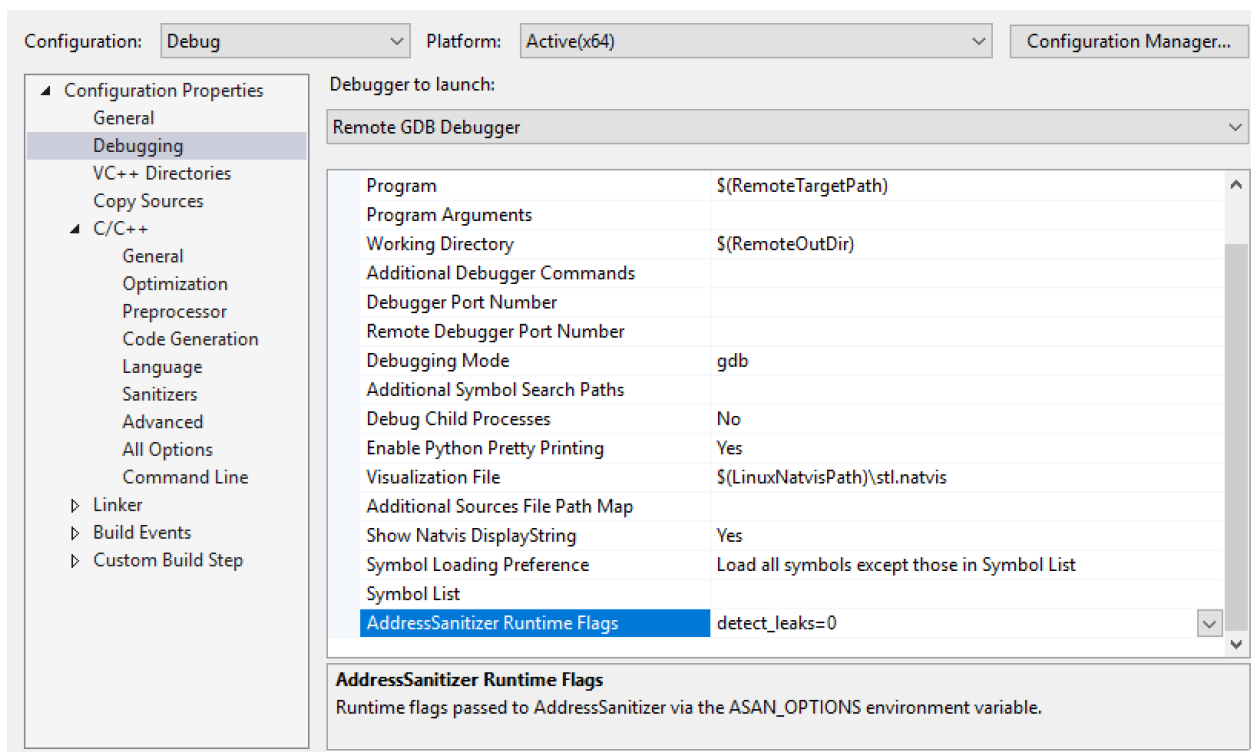 Configuration: Debug Platform: Active(x64) Configuration Manager...
Configuration Properties
General
Debugging
VC++ Directories
Copy Sources
C/C++
General
Optimization
Preprocessor
Code Generation
Language
Sanitizers
Advanced
All Options
Command Line
Linker
Build Events
Custom Build Step
Debugger to launch:
Remote GDB Debugger
Program $(RemoteTargetPath)
Program Arguments
Working Directory $(RemoteOutDir)
Additional Debugger Commands
Debugger Port Number
Remote Debugger Port Number
Debugging Mode gdb
Additional Symbol Search Paths
Debug Child Processes No
Enable Python Pretty Printing Yes
Visualization File $(LinuxNatvisPath)\stl.natvis
Additional Sources File Path Map
Show Natvis DisplayString Yes
Symbol Loading Preference Load all symbols except those in Symbol List
Symbol List
AddressSanitizer Runtime Flags detect_leaks=0
AddressSanitizer Runtime Flags
Runtime flags passed to AddressSanitizer via the ASAN_OPTIONS environment variable.